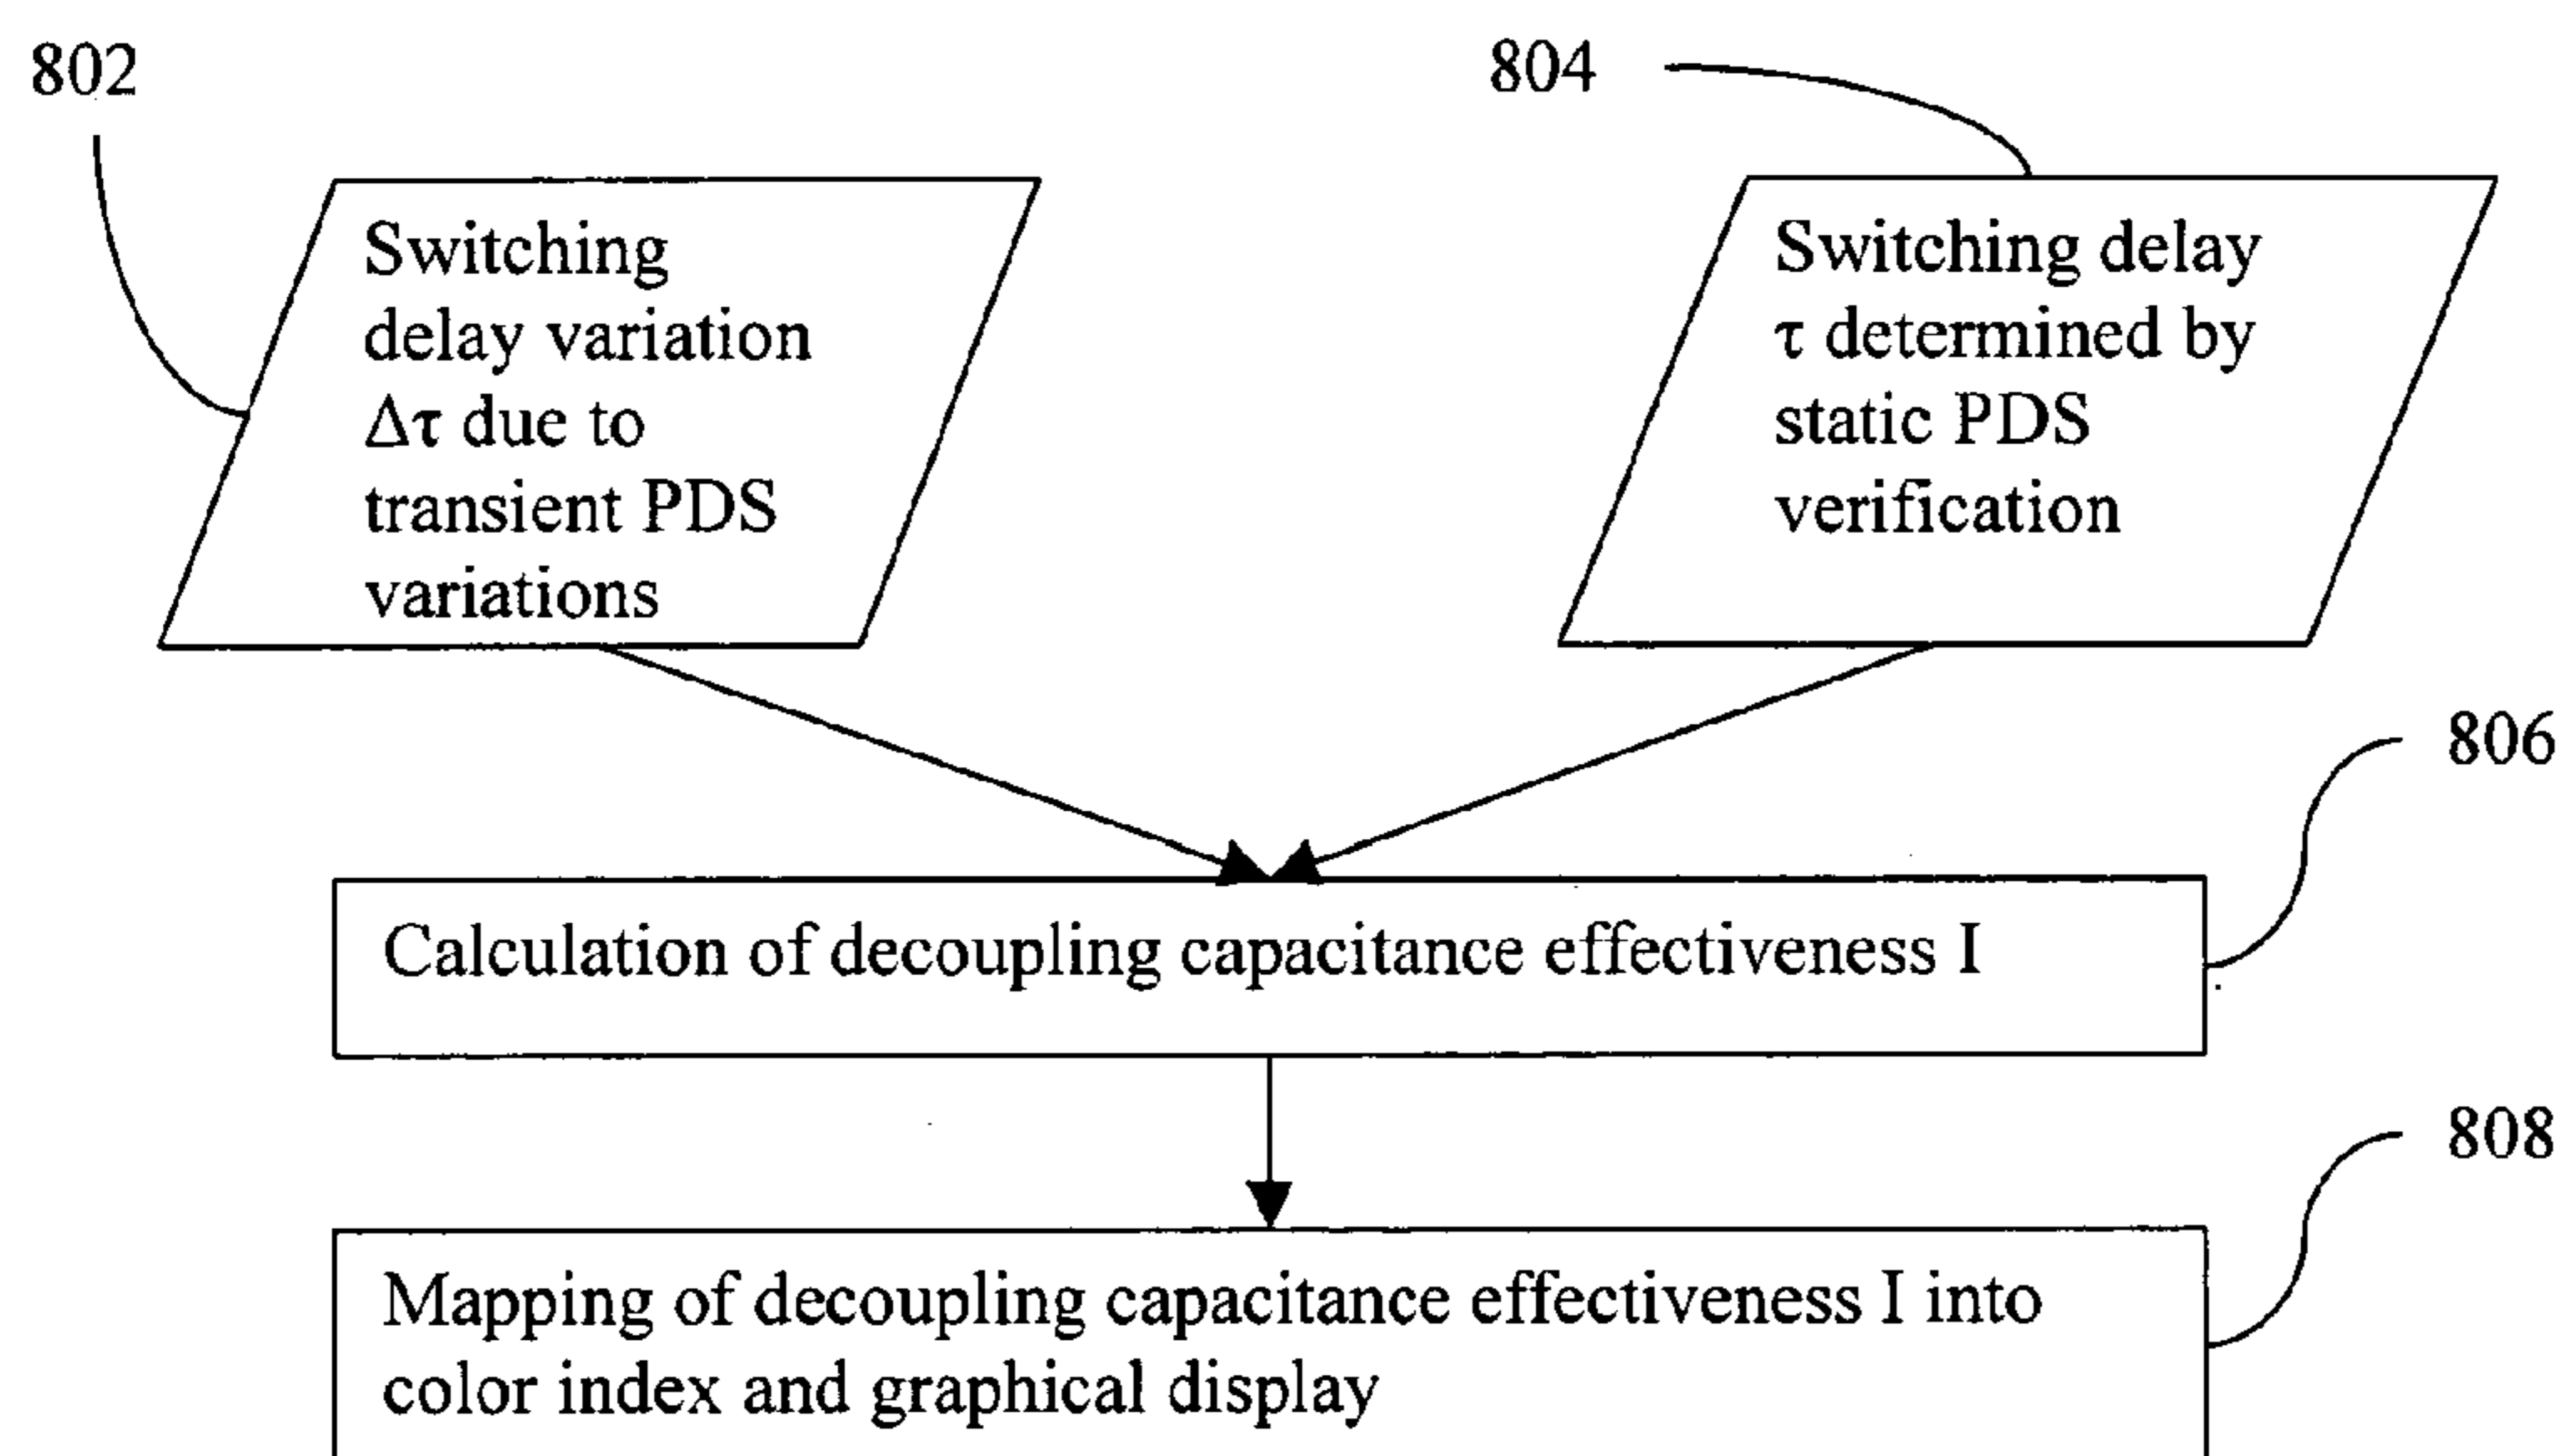 802
804
Switching
delay variation
Δτ due to
transient PDS
variations
Switching delay
τ determined by
static PDS
verification
806
Calculation of decoupling capacitance effectiveness I
808
Mapping of decoupling capacitance effectiveness I into
color index and graphical display